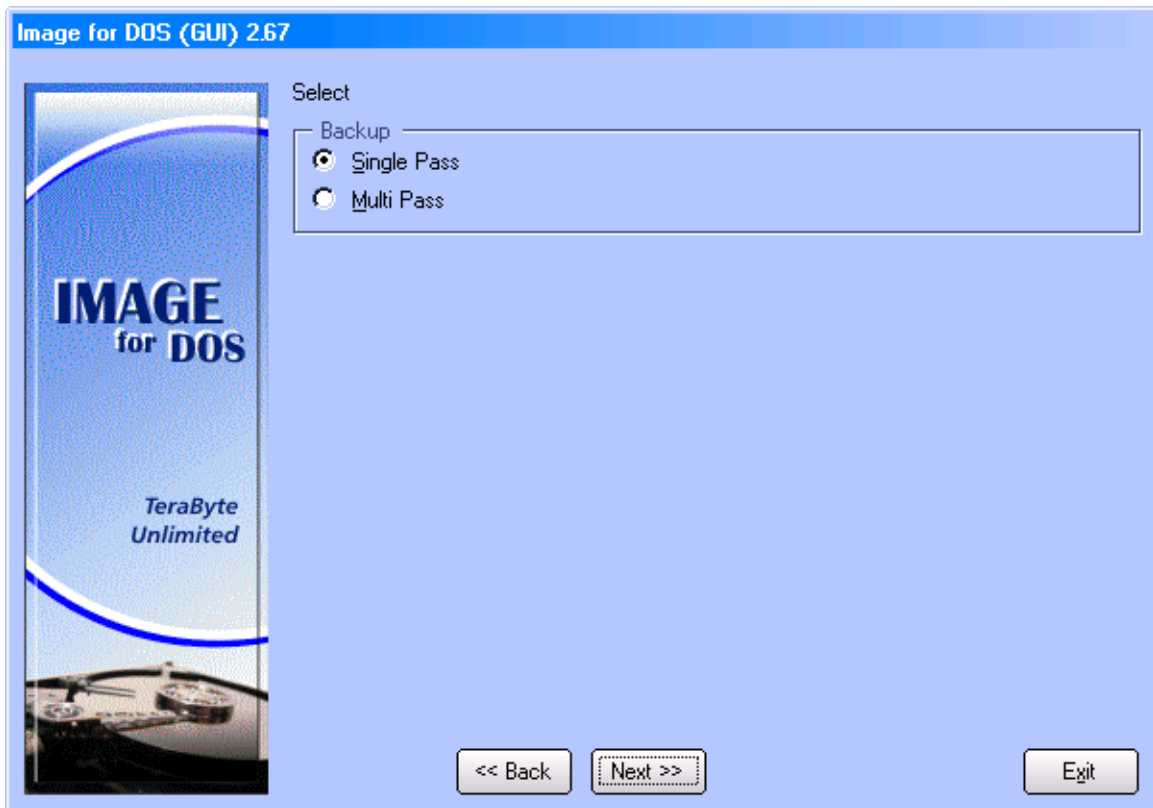 Image for DOS (GUI) 2.67
Select
Backup
Single Pass
Multi Pass
IMAGE
for DOS
TeraByte
Unlimited
<< Back
Next >>
Exit